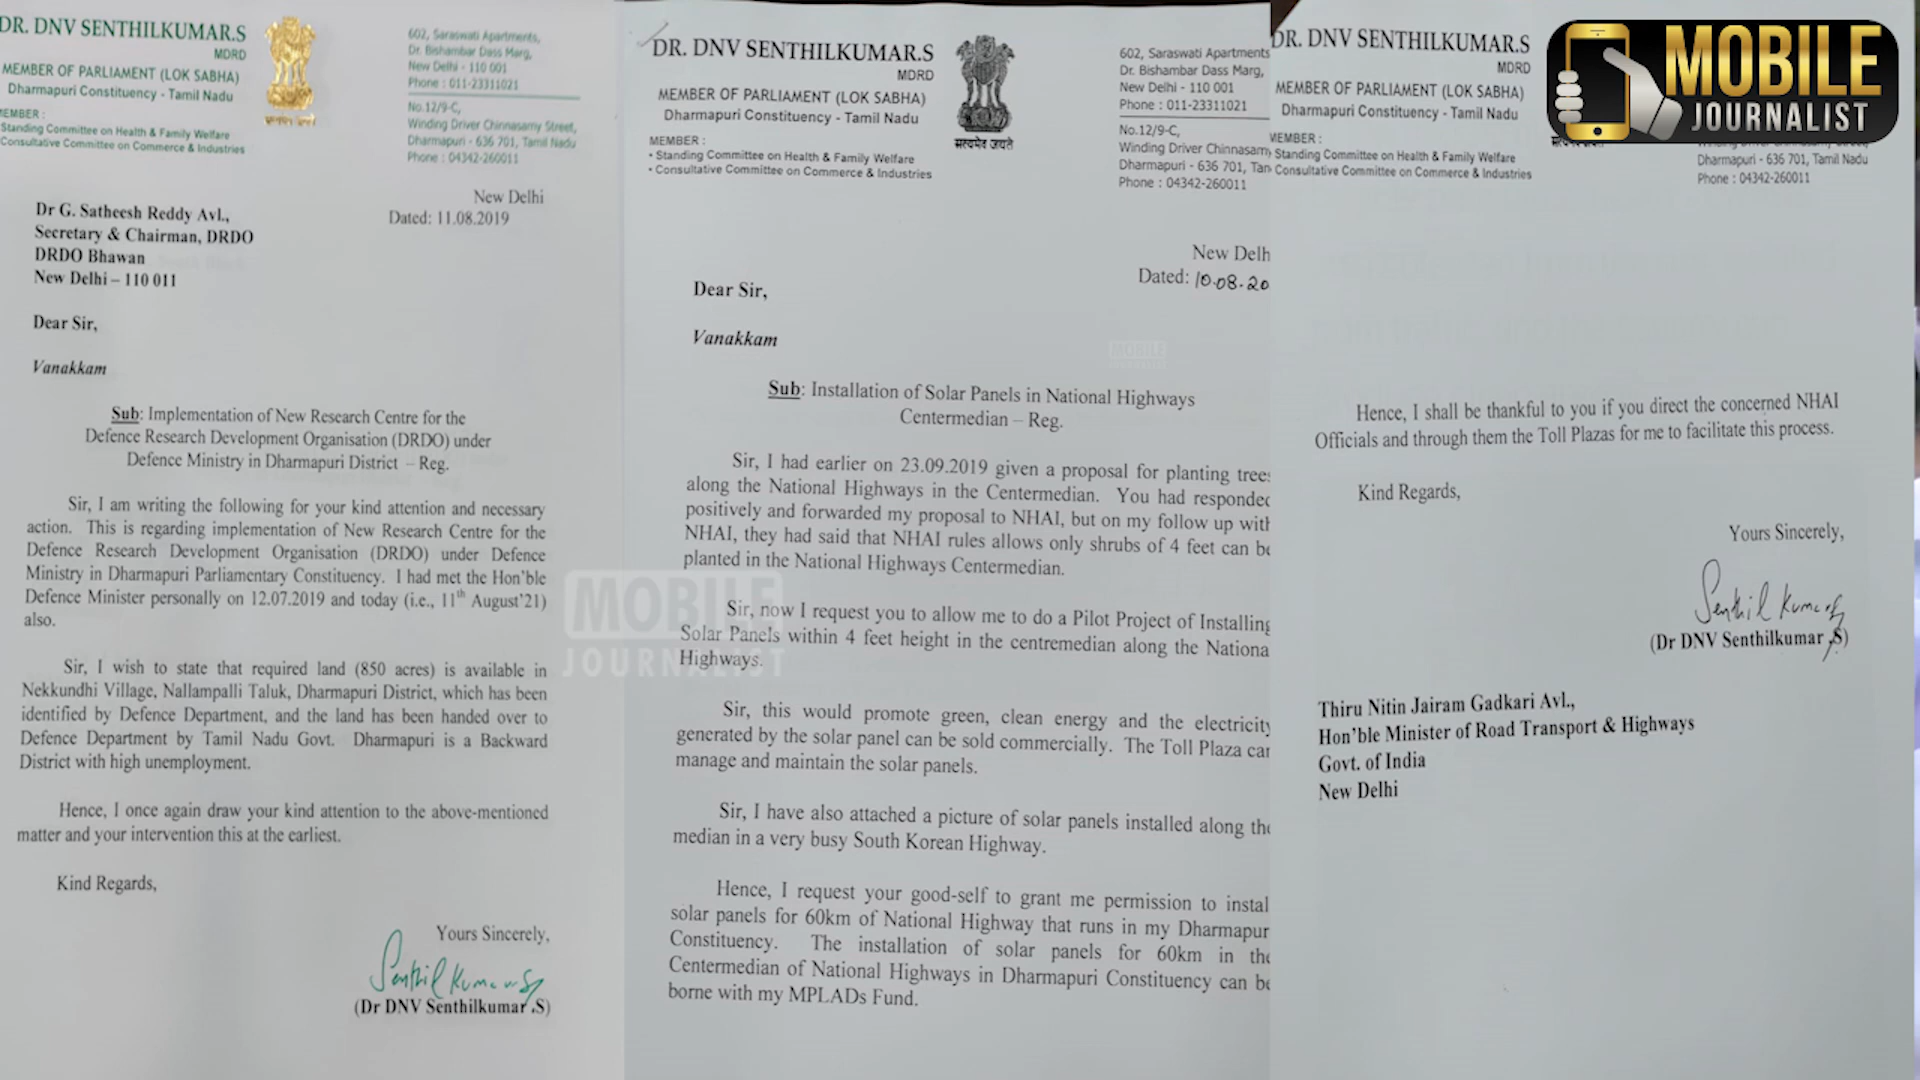 DR. DNV SENTHILKUMAR.S
MDRD
MEMBER OF PARLIAMENT (LOK SABHA)
Dharmapuri Constituency - Tamil Nadu
MEMBER :
Standing Committee on Health & Family Welfare
Consultative Committee on Commerce & Industries
602, Saraswati Apartments,
Dr. Bishambar Dass Marg,
New Delhi - 110 001
Phone : 011-23311021
No.12/9-C,
Winding Driver Chinnasamy Street,
Dharmapuri - 636 701, Tamil Nadu
Phone : 04342-260011
New Delhi
Dated: 11.08.2019
Dr G. Satheesh Reddy Avl.,
Secretary & Chairman, DRDO
DRDO Bhawan
New Delhi – 110 011
Dear Sir,
Vanakkam
Sub: Implementation of New Research Centre for the
Defence Research Development Organisation (DRDO) under
Defence Ministry in Dharmapuri District – Reg.
Sir, I am writing the following for your kind attention and necessary
action. This is regarding implementation of New Research Centre for the
Defence Research Development Organisation (DRDO) under Defence
Ministry in Dharmapuri Parliamentary Constituency. I had met the Hon'ble
Defence Minister personally on 12.07.2019 and today (i.e., 11th August'21)
also.
Sir, I wish to state that required land (850 acres) is available in
Nekkundhi Village, Nallampalli Taluk, Dharmapuri District, which has been
identified by Defence Department, and the land has been handed over to
Defence Department by Tamil Nadu Govt. Dharmapuri is a Backward
District with high unemployment.
Hence, I once again draw your kind attention to the above-mentioned
matter and your intervention this at the earliest.
Kind Regards,
Yours Sincerely,
Senthil Kumar S
(Dr DNV Senthilkumar .S)
DR. DNV SENTHILKUMAR.S
MDRD
MEMBER OF PARLIAMENT (LOK SABHA)
Dharmapuri Constituency - Tamil Nadu
MEMBER :
• Standing Committee on Health & Family Welfare
• Consultative Committee on Commerce & Industries
सत्यमेव जयते
602, Saraswati Apartments
Dr. Bishambar Dass Marg,
New Delhi - 110 001
Phone : 011-23311021
No.12/9-C,
Winding Driver Chinnasamy
Dharmapuri - 636 701, Tan
Phone : 04342-260011
New Delh
Dated: 10.08.20
Dear Sir,
Vanakkam
Sub: Installation of Solar Panels in National Highways
Centermedian – Reg.
Sir, I had earlier on 23.09.2019 given a proposal for planting trees
along the National Highways in the Centermedian. You had responded
positively and forwarded my proposal to NHAI, but on my follow up with
NHAI, they had said that NHAI rules allows only shrubs of 4 feet can be
planted in the National Highways Centermedian.
Sir, now I request you to allow me to do a Pilot Project of Installing
Solar Panels within 4 feet height in the centremedian along the Nationa
Highways.
Sir, this would promote green, clean energy and the electricity
generated by the solar panel can be sold commercially. The Toll Plaza can
manage and maintain the solar panels.
Sir, I have also attached a picture of solar panels installed along the
median in a very busy South Korean Highway.
Hence, I request your good-self to grant me permission to instal
solar panels for 60km of National Highway that runs in my Dharmapur
Constituency. The installation of solar panels for 60km in the
Centermedian of National Highways in Dharmapuri Constituency can be
borne with my MPLADs Fund.
MOBILE
JOURNALIST
DR. DNV SENTHILKUMAR.S
MDRD
MEMBER OF PARLIAMENT (LOK SABHA)
Dharmapuri Constituency - Tamil Nadu
MEMBER :
Standing Committee on Health & Family Welfare
Consultative Committee on Commerce & Industries
Dharmapuri - 636 701, Tamil Nadu
Phone : 04342-260011
MOBILE
JOURNALIST
Hence, I shall be thankful to you if you direct the concerned NHAI
Officials and through them the Toll Plazas for me to facilitate this process.
Kind Regards,
Yours Sincerely,
Senthil Kumar S
(Dr DNV Senthilkumar .S)
Thiru Nitin Jairam Gadkari Avl.,
Hon'ble Minister of Road Transport & Highways
Govt. of India
New Delhi